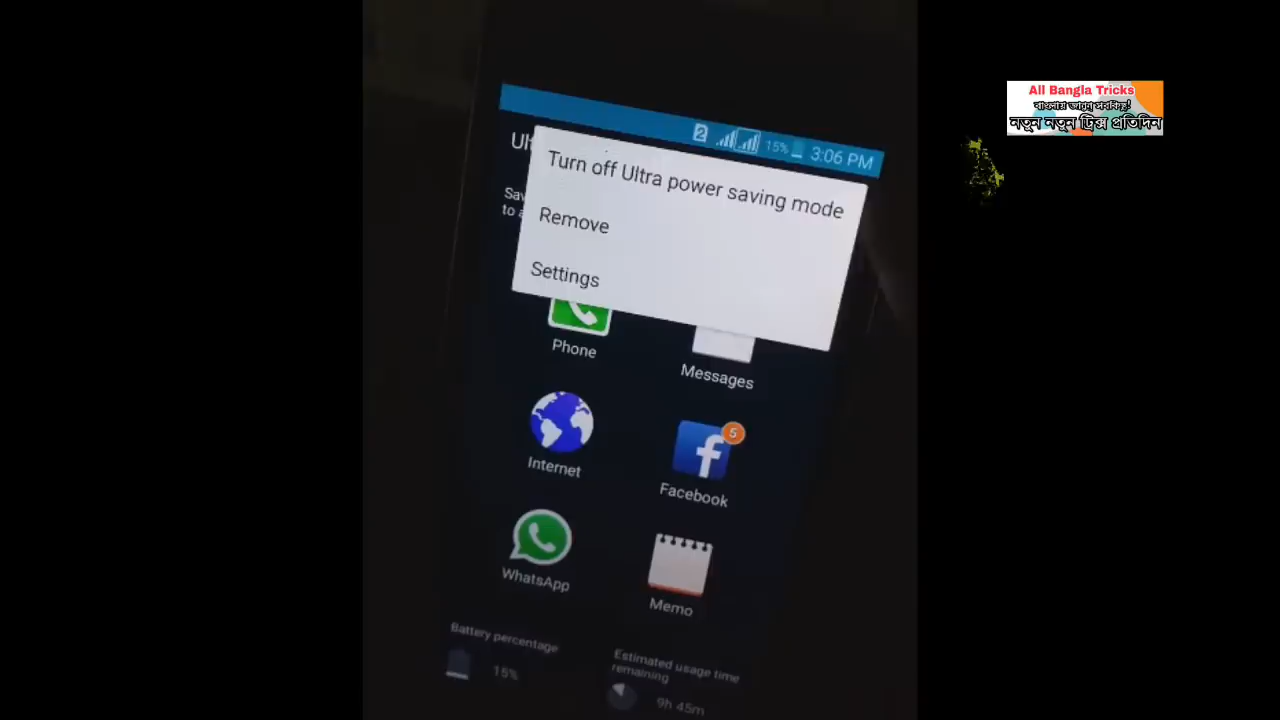 All Bangla Tricks
বাংলায় জানুন সবকিছু!
নতুন নতুন ট্রিক্স প্রতিদিন
2
15%
3:06 PM
Turn off Ultra power saving mode
Remove
Settings
Phone
Messages
Internet
5
Facebook
WhatsApp
Memo
Battery percentage
15%
Estimated usage time
remaining
9h 45m